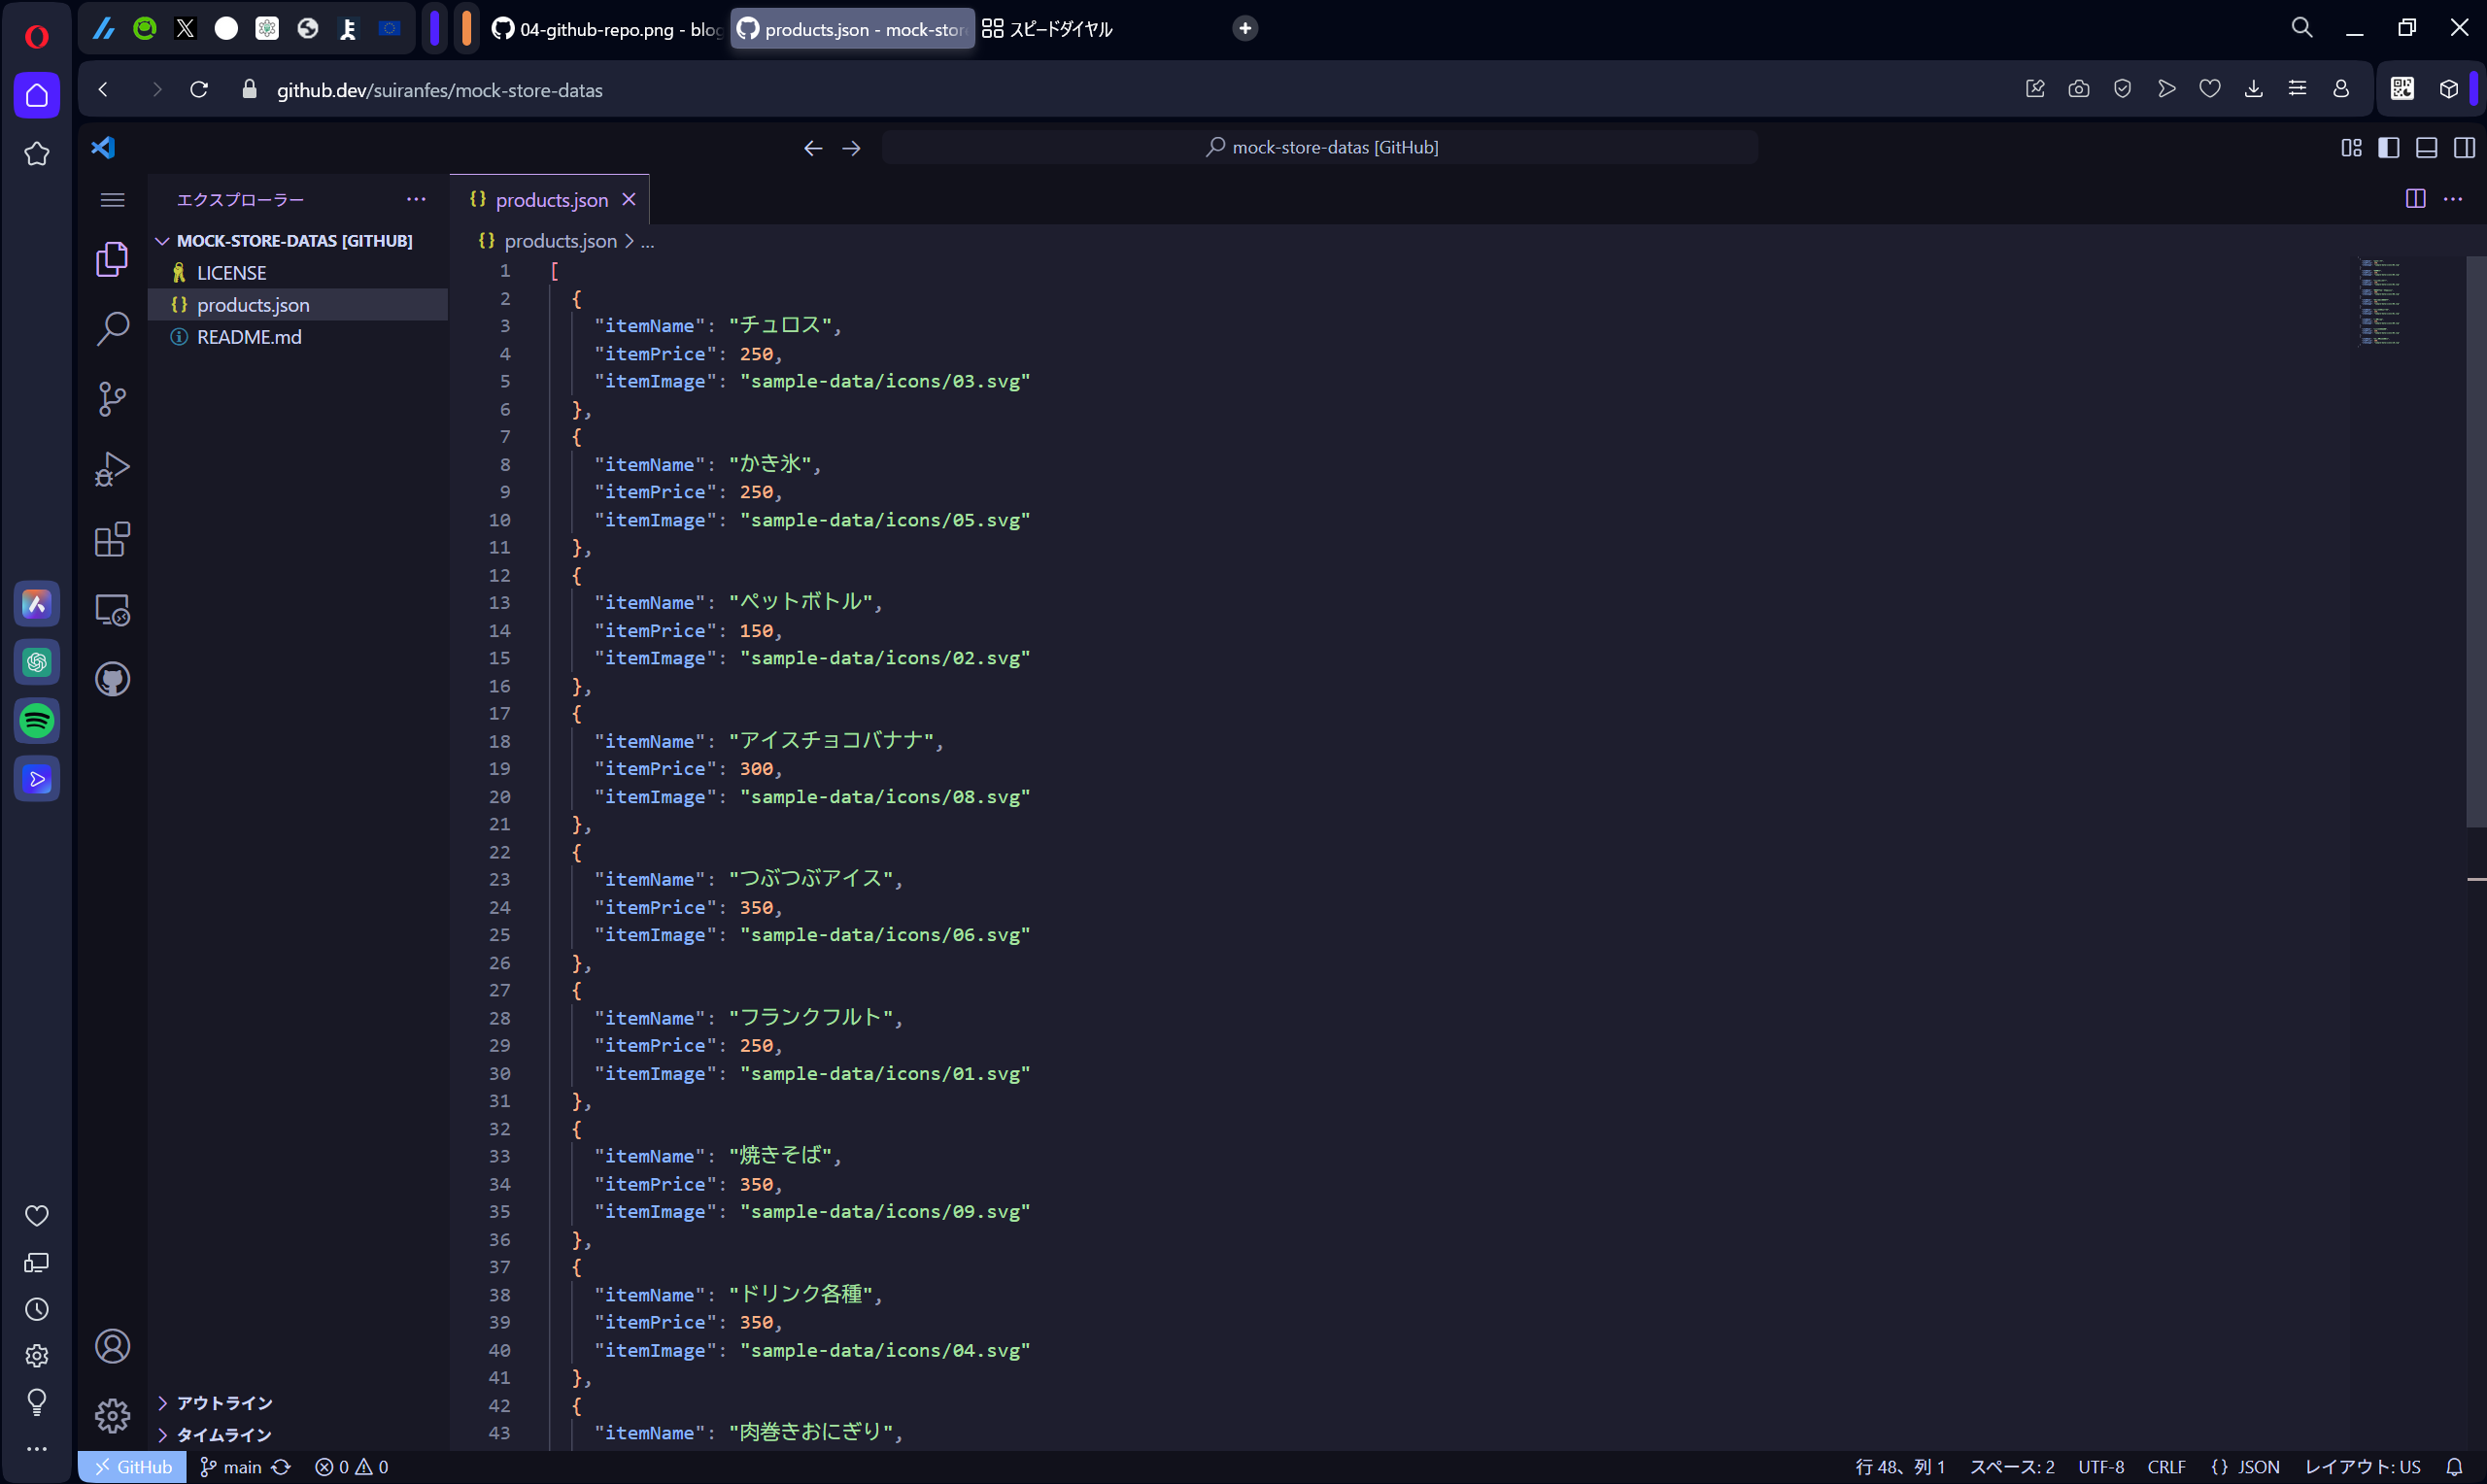 04-github-repo.png - blo
products.json - mock-stor
スピードダイヤル
github.dev/suiranfes/mock-store-datas
mock-store-datas [GitHub]
エクスプローラー
MOCK-STORE-DATAS [GITHUB]
LICENSE
products.json
README.md
アウトライン
タイムライン
products.json
products.json > ...
1 [
2 {
3 "itemName": "チュロス",
4 "itemPrice": 250,
5 "itemImage": "sample-data/icons/03.svg"
6 },
7 {
8 "itemName": "かき氷",
9 "itemPrice": 250,
10 "itemImage": "sample-data/icons/05.svg"
11 },
12 {
13 "itemName": "ペットボトル",
14 "itemPrice": 150,
15 "itemImage": "sample-data/icons/02.svg"
16 },
17 {
18 "itemName": "アイスチョコバナナ",
19 "itemPrice": 300,
20 "itemImage": "sample-data/icons/08.svg"
21 },
22 {
23 "itemName": "つぶつぶアイス",
24 "itemPrice": 350,
25 "itemImage": "sample-data/icons/06.svg"
26 },
27 {
28 "itemName": "フランクフルト",
29 "itemPrice": 250,
30 "itemImage": "sample-data/icons/01.svg"
31 },
32 {
33 "itemName": "焼きそば",
34 "itemPrice": 350,
35 "itemImage": "sample-data/icons/09.svg"
36 },
37 {
38 "itemName": "ドリンク各種",
39 "itemPrice": 350,
40 "itemImage": "sample-data/icons/04.svg"
41 },
42 {
43 "itemName": "肉巻きおにぎり",
GitHub main 0 0 行 48、列 1 スペース: 2 UTF-8 CRLF {} JSON レイアウト: US